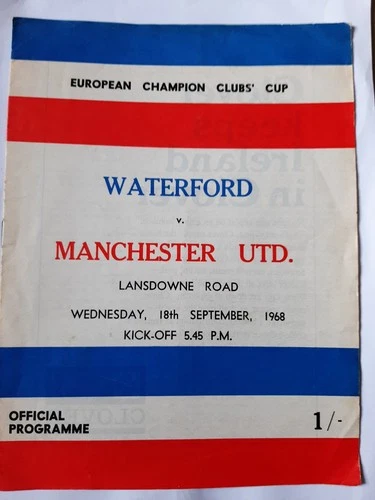 EUROPEAN CHAMPION CLUBS' CUP
WATERFORD
v.
MANCHESTER UTD.
LANSDOWNE ROAD
WEDNESDAY, 18th SEPTEMBER, 1968
KICK-OFF 5.45 P.M.
OFFICIAL
PROGRAMME
1/-